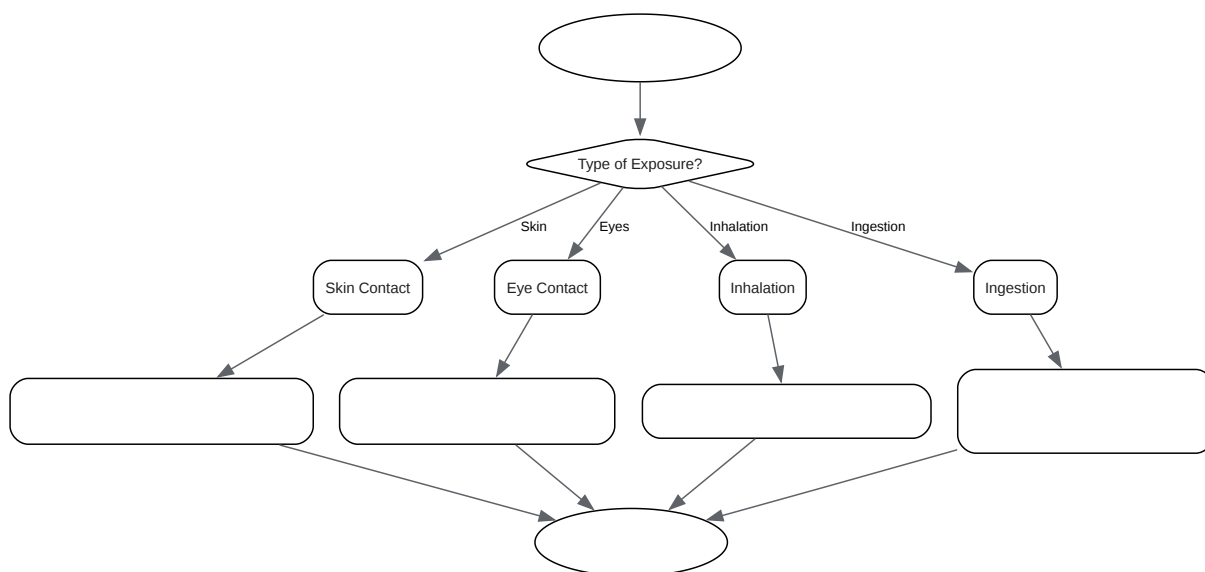 Type of Exposure?
Skin
Eyes
Inhalation
Ingestion
Skin Contact
Eye Contact
Inhalation
Ingestion